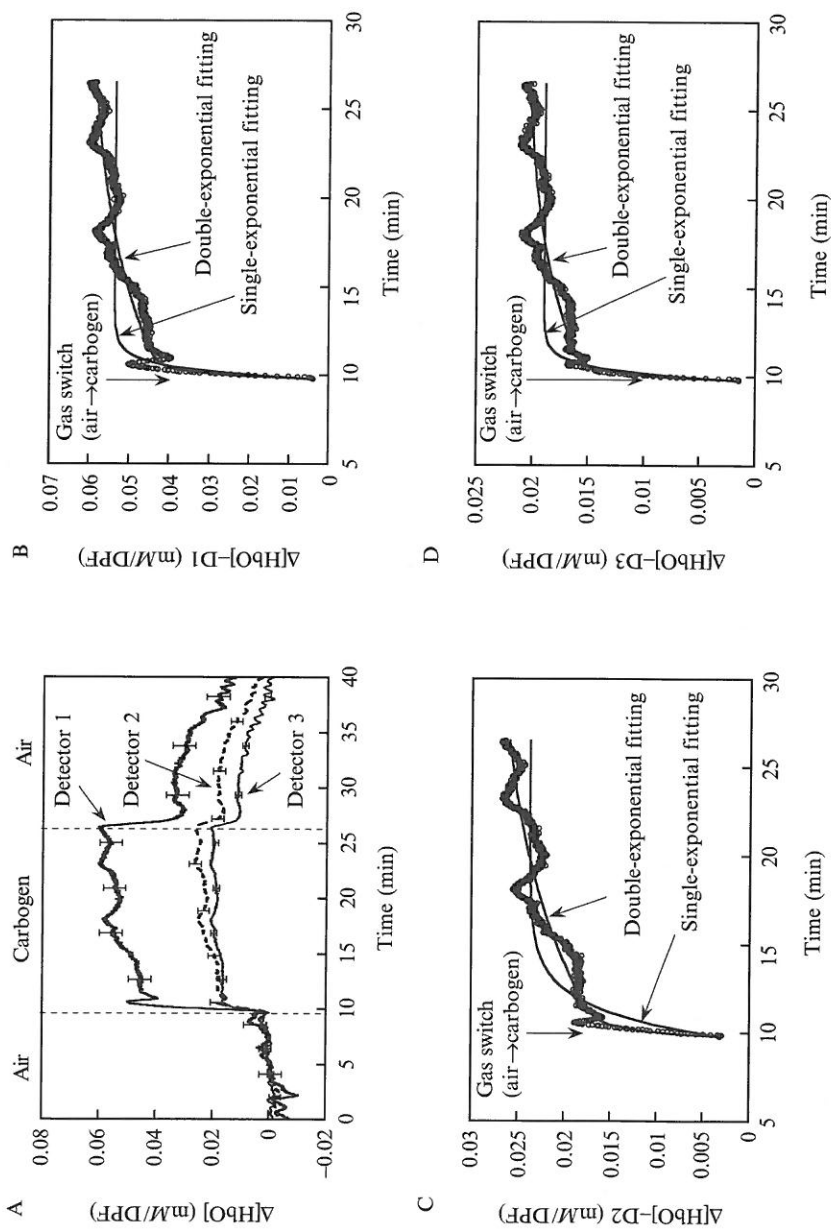 A
Air
Carbogen
Air
0.08
0.06
0.04
0.02
0
−0.02
Δ[HbO] (mM/DPF)
Detector 1
Detector 2
Detector 3
0
5
10
15
20
25
30
35
40
Time (min)
B
0.07
0.06
0.05
0.04
0.03
0.02
0.01
0
Δ[HbO]–D1 (mM/DPF)
Gas switch
(air→carbogen)
Double-exponential fitting
Single-exponential fitting
5
10
15
20
25
30
Time (min)
C
0.03
0.025
0.02
0.015
0.01
0.005
0
Δ[HbO]–D2 (mM/DPF)
Gas switch
(air→carbogen)
Double-exponential fitting
Single-exponential fitting
5
10
15
20
25
30
Time (min)
D
0.025
0.02
0.015
0.01
0.005
0
Δ[HbO]–D3 (mM/DPF)
Gas switch
(air→carbogen)
Double-exponential fitting
Single-exponential fitting
5
10
15
20
25
30
Time (min)